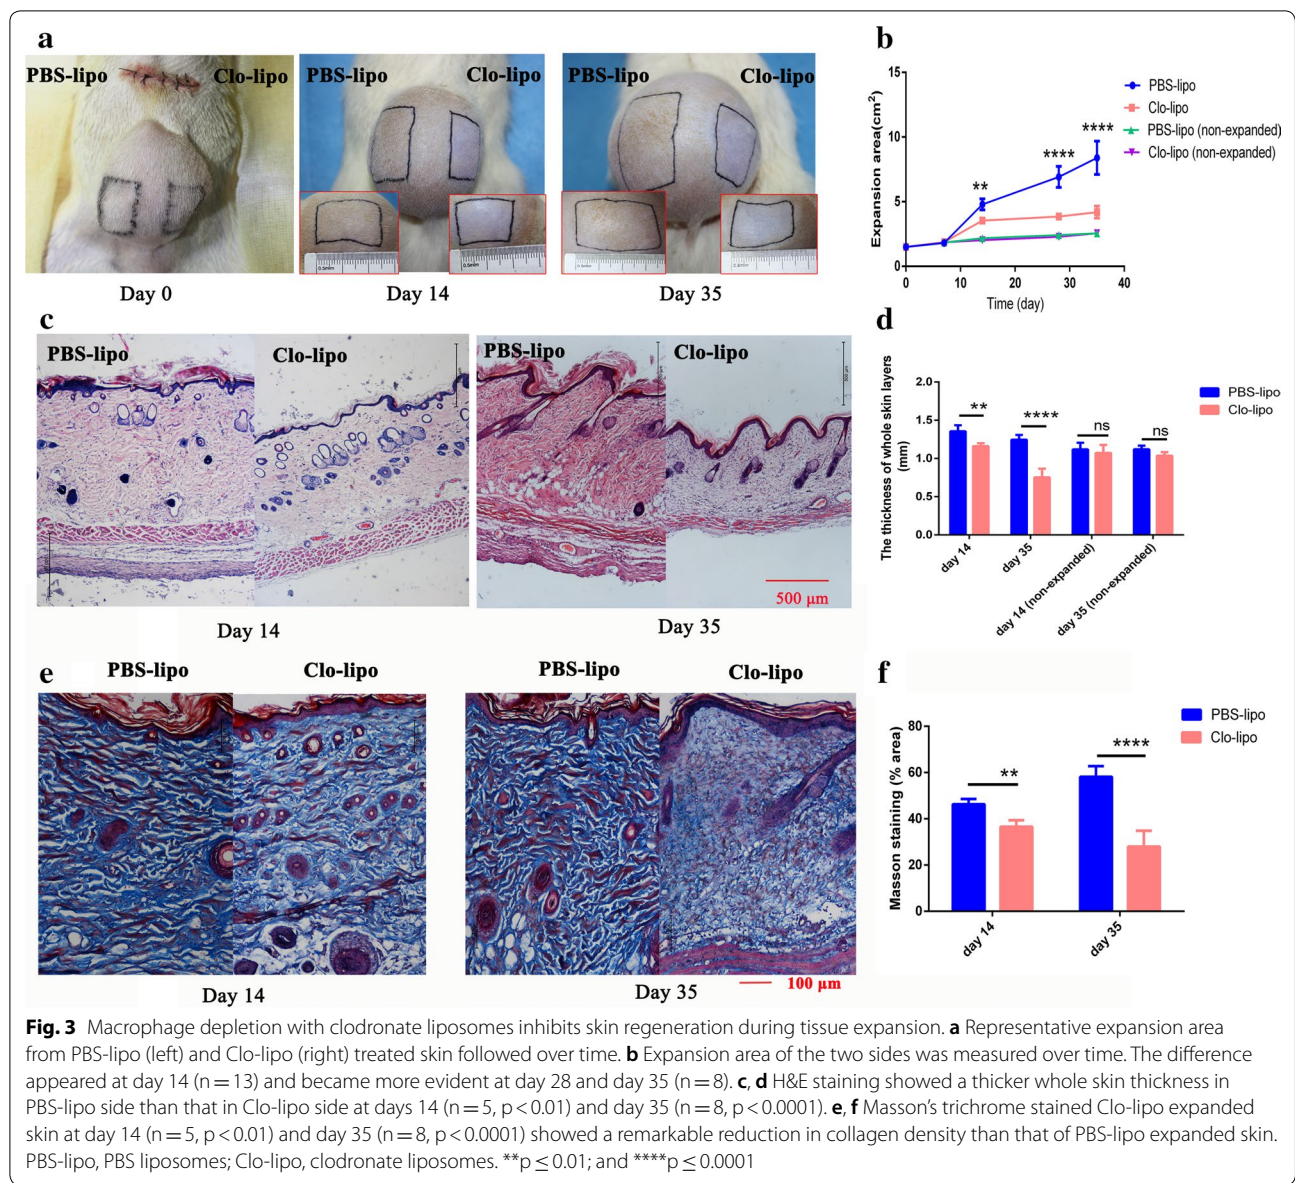 a
PBS-lipo Clo-lipo
PBS-lipo Clo-lipo
PBS-lipo Clo-lipo
0.5mm
0.5mm
0.5mm
Day 0
Day 14
Day 35
b
Expansion area(cm²)
15
10
5
0
0 10 20 30 40
Time (day)
**
****
****
PBS-lipo
Clo-lipo
PBS-lipo (non-expanded)
Clo-lipo (non-expanded)
c
PBS-lipo
Clo-lipo
PBS-lipo
Clo-lipo
500 μm
Day 14
Day 35
d
The thickness of whole skin layers
(mm)
2.0
1.5
1.0
0.5
0.0
**
****
ns
ns
day 14
day 35
day 14 (non-expanded)
day 35 (non-expanded)
PBS-lipo
Clo-lipo
e
PBS-lipo
Clo-lipo
PBS-lipo
Clo-lipo
Day 14
Day 35
100 μm
f
Masson staining (% area)
80
60
40
20
0
**
****
day 14
day 35
PBS-lipo
Clo-lipo
Fig. 3 Macrophage depletion with clodronate liposomes inhibits skin regeneration during tissue expansion. a Representative expansion area
from PBS-lipo (left) and Clo-lipo (right) treated skin followed over time. b Expansion area of the two sides was measured over time. The difference
appeared at day 14 (n = 13) and became more evident at day 28 and day 35 (n = 8). c, d H&E staining showed a thicker whole skin thickness in
PBS-lipo side than that in Clo-lipo side at days 14 (n = 5, p < 0.01) and day 35 (n = 8, p < 0.0001). e, f Masson's trichrome stained Clo-lipo expanded
skin at day 14 (n = 5, p < 0.01) and day 35 (n = 8, p < 0.0001) showed a remarkable reduction in collagen density than that of PBS-lipo expanded skin.
PBS-lipo, PBS liposomes; Clo-lipo, clodronate liposomes. **p ≤ 0.01; and ****p ≤ 0.0001